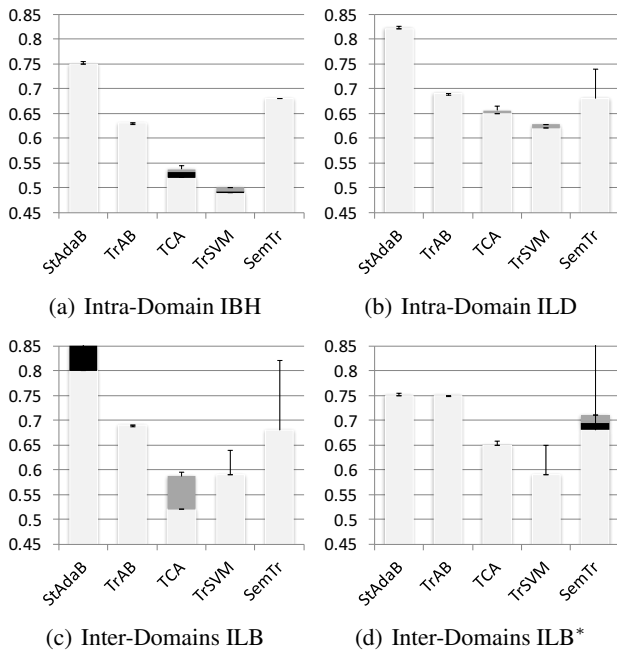 0.85
0.8
0.75
0.7
0.65
0.6
0.55
0.5
0.45
StAdaB
TrAB
TCA
TrSVM
SemTr
(a) Intra-Domain IBH
0.85
0.8
0.75
0.7
0.65
0.6
0.55
0.5
0.45
StAdaB
TrAB
TCA
TrSVM
SemTr
(b) Intra-Domain ILD
0.85
0.8
0.75
0.7
0.65
0.6
0.55
0.5
0.45
StAdaB
TrAB
TCA
TrSVM
SemTr
(c) Inter-Domains ILB
0.85
0.8
0.75
0.7
0.65
0.6
0.55
0.5
0.45
StAdaB
TrAB
TCA
TrSVM
SemTr
(d) Inter-Domains ILB*